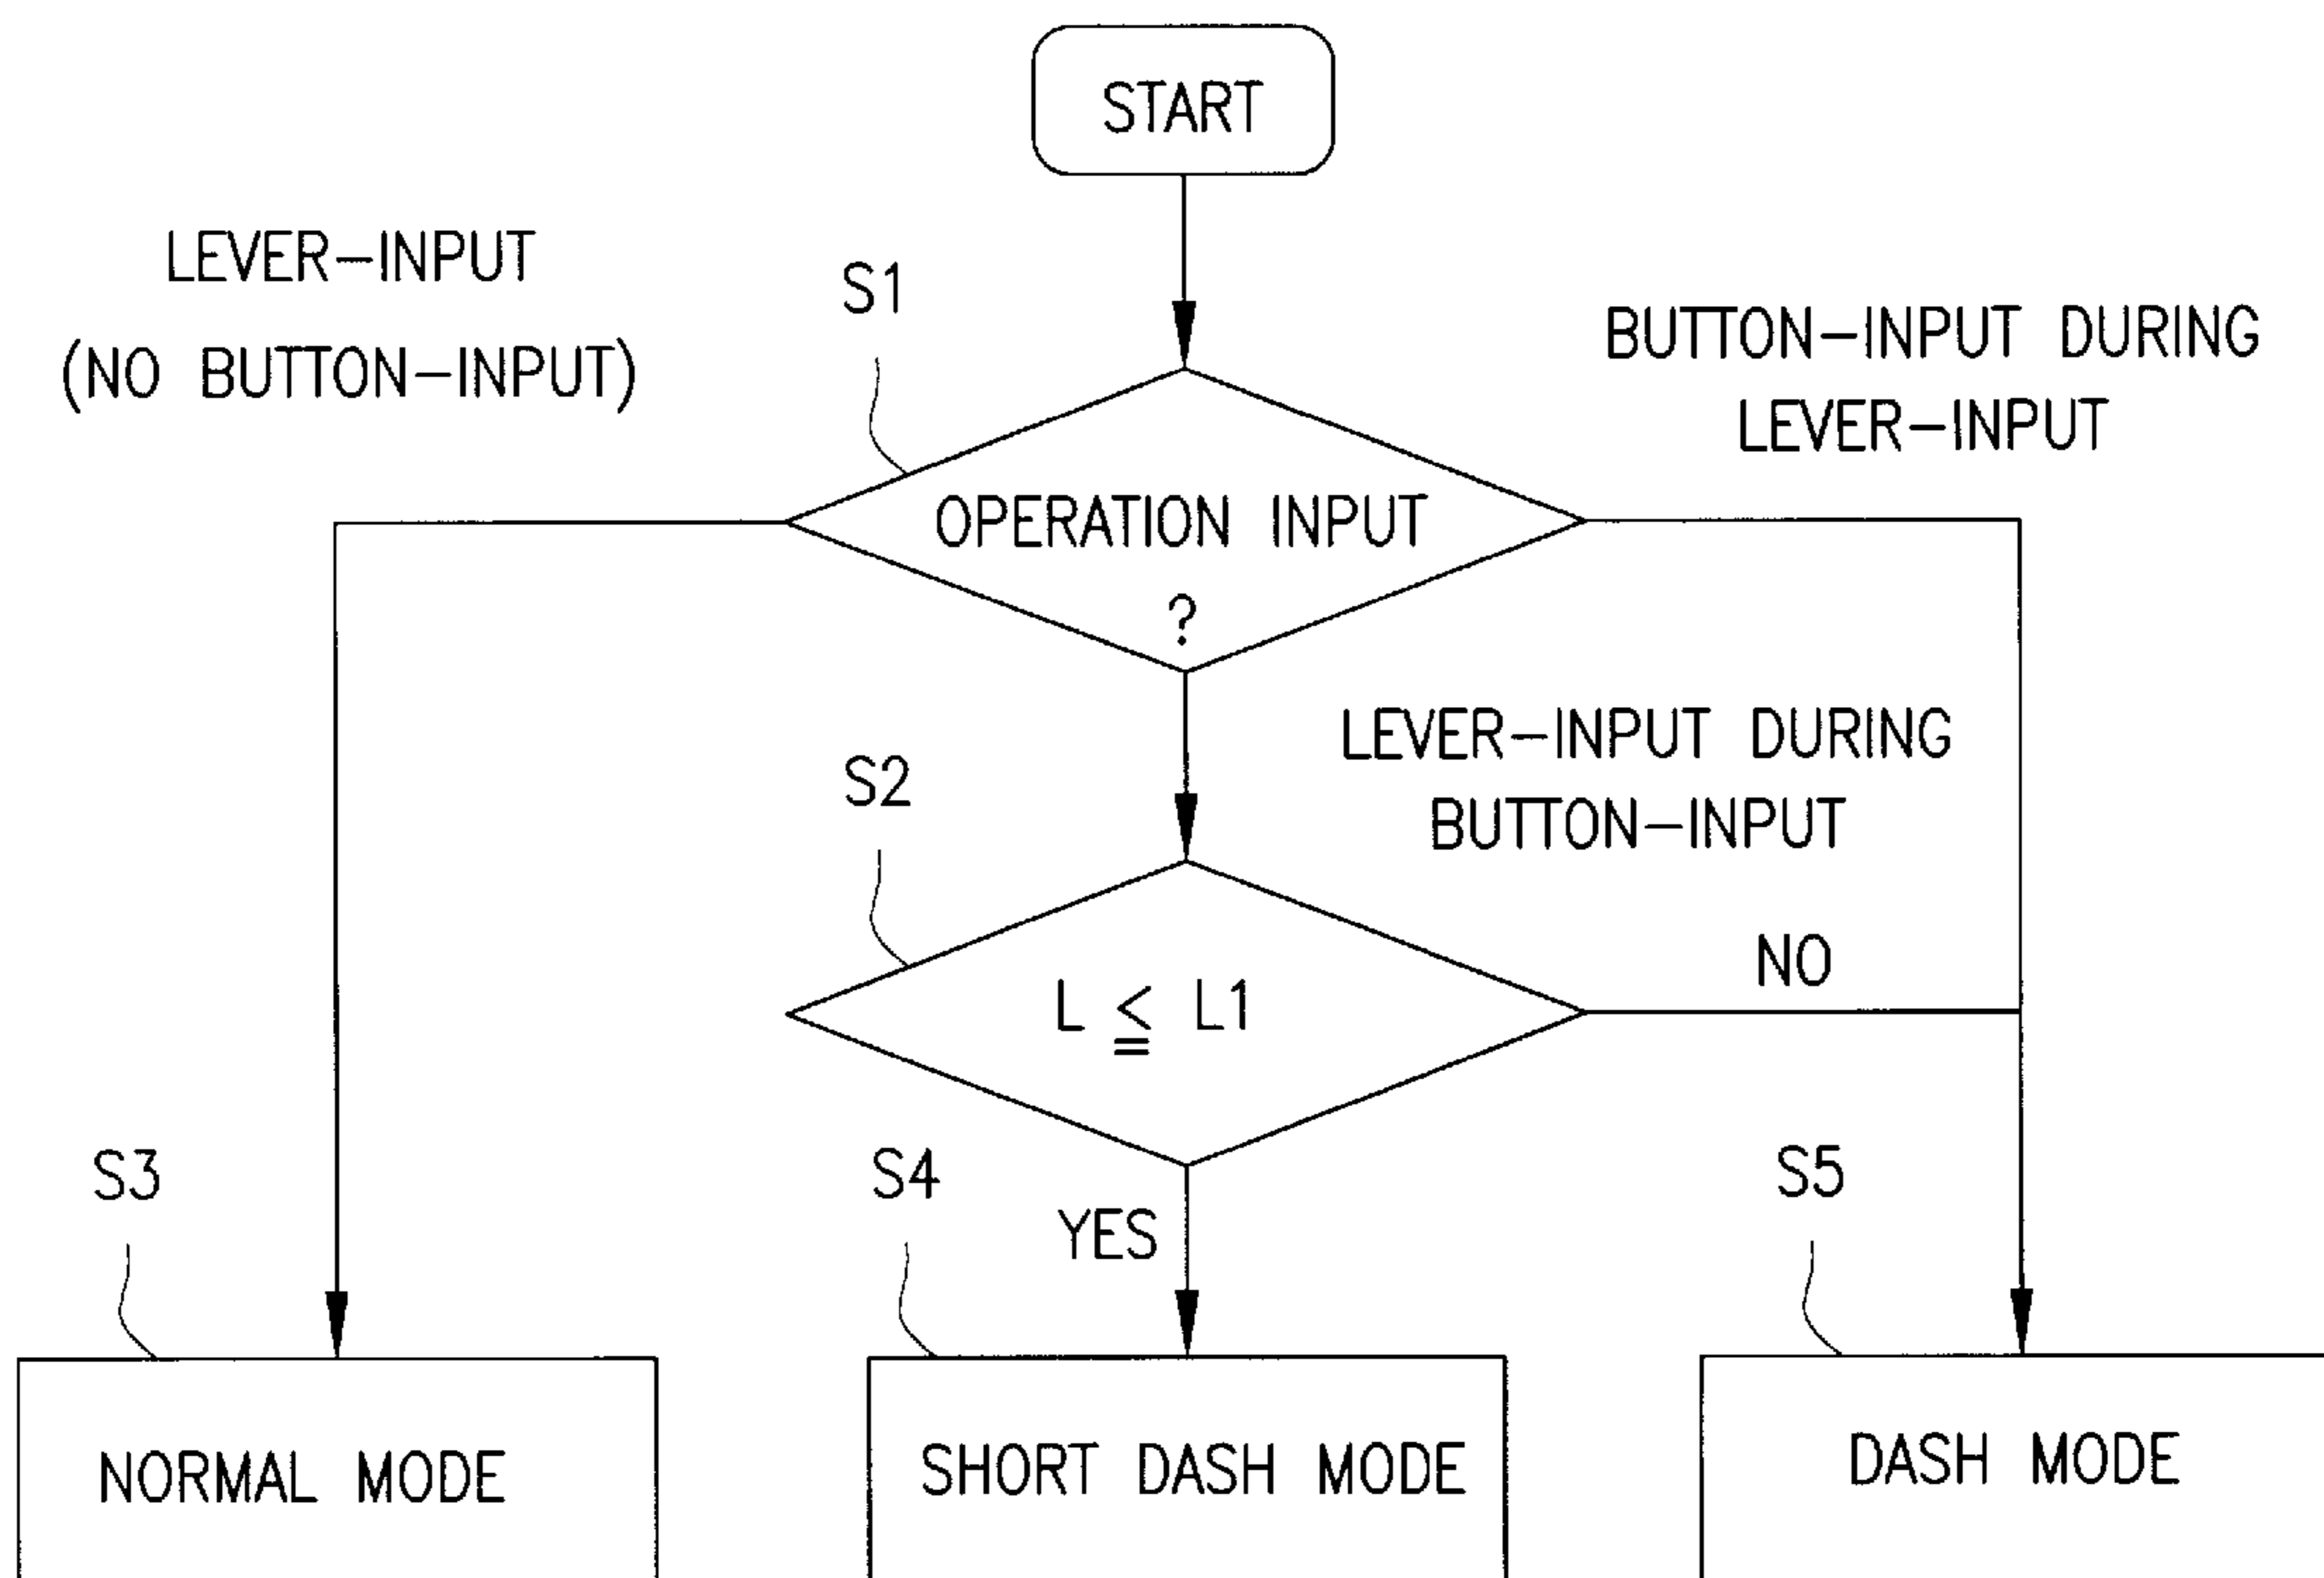 START
LEVER-INPUT
(NO BUTTON-INPUT)
S1
BUTTON-INPUT DURING
LEVER-INPUT
OPERATION INPUT
?
LEVER-INPUT DURING
BUTTON-INPUT
S2
NO
L ≦ L1
S3
S4
S5
YES
NORMAL MODE
SHORT DASH MODE
DASH MODE